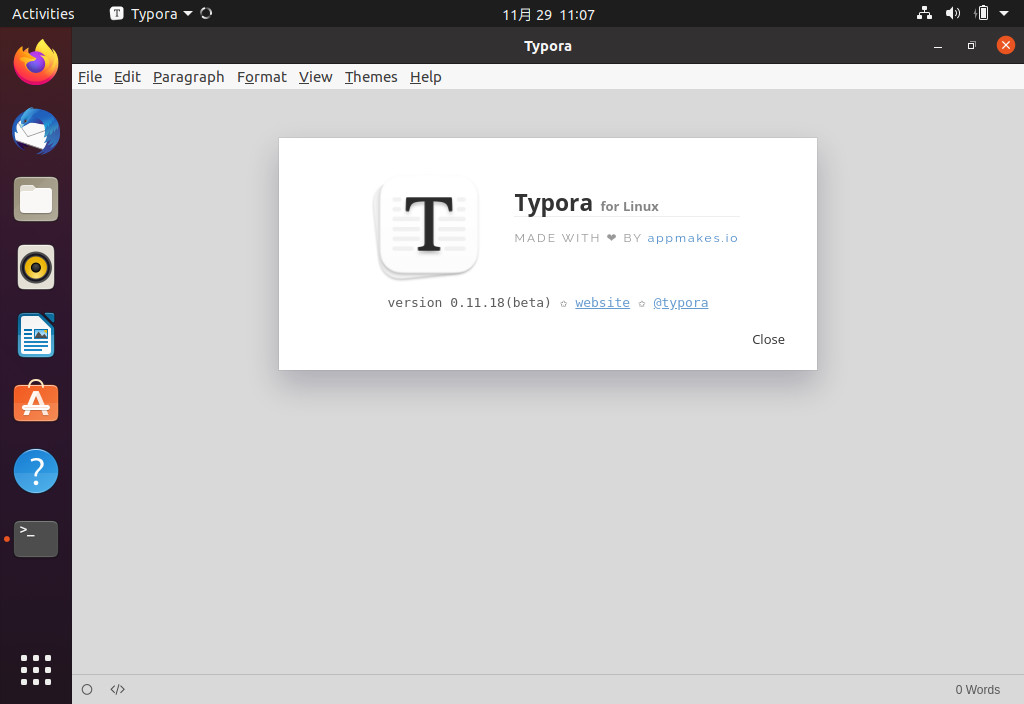 Activities Typora 11月 29 11:07
Typora
File Edit Paragraph Format View Themes Help
T
Typora for Linux
MADE WITH ❤ BY appmakes.io
version 0.11.18(beta) ✩ website ✩ @typora
Close
>_
</> 0 Words